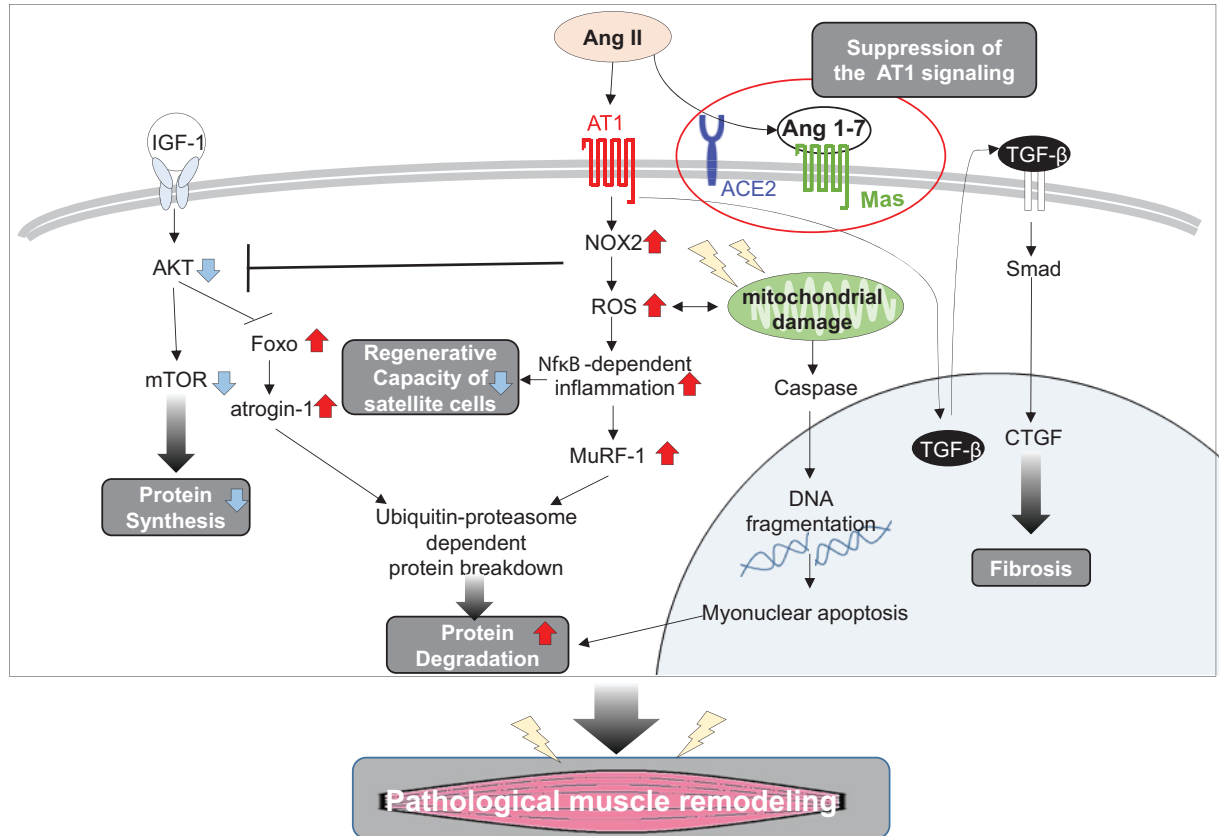 Ang II
Suppression of
the AT1 signaling
IGF-1
AT1
Ang 1-7
TGF-β
ACE2
Mas
NOX2
AKT
Smad
ROS
mitochondrial
damage
Foxo
Regenerative
Capacity of
satellite cells
NfκB -dependent
inflammation
mTOR
atrogin-1
Caspase
TGF-β
CTGF
MuRF-1
Protein
Synthesis
DNA
fragmentation
Ubiquitin-proteasome
dependent
protein breakdown
Fibrosis
Myonuclear apoptosis
Protein
Degradation
Pathological muscle remodeling